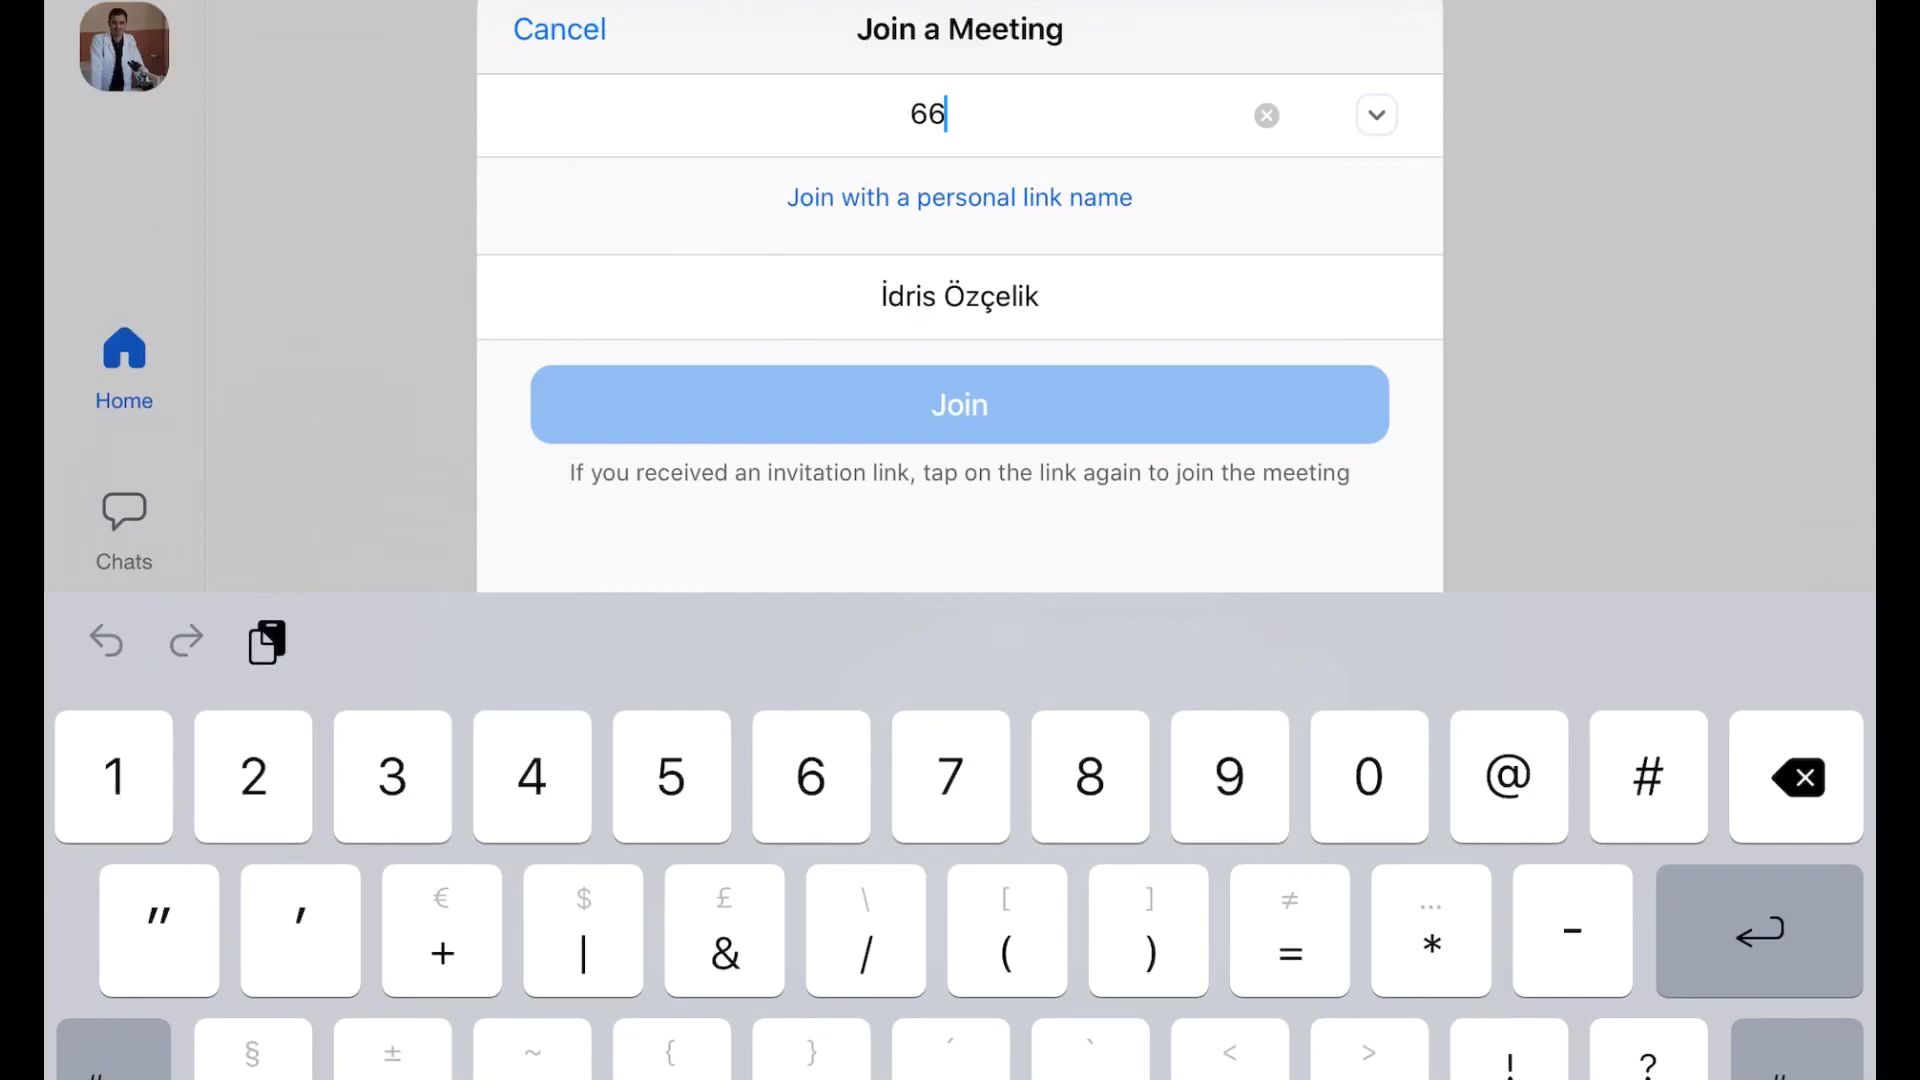 Cancel
Join a Meeting
66
Join with a personal link name
İdris Özçelik
Join
If you received an invitation link, tap on the link again to join the meeting
Home
Chats
1 2 3 4 5 6 7 8 9 0 @ #
€ $ £ \ [ ] ≠ …
" ' + | & / ( ) = * -
§ ± ~ { } ´ ` < >
! ?